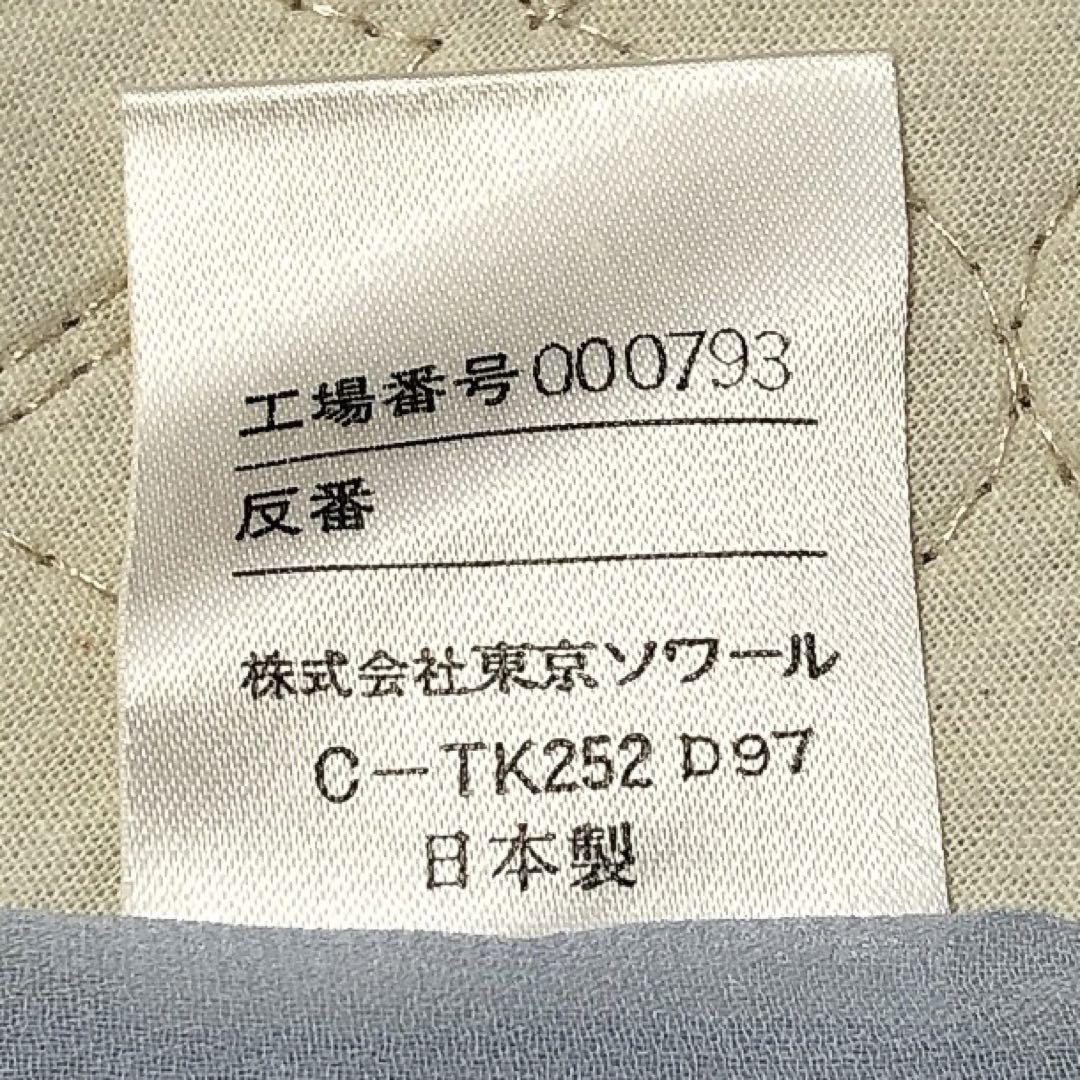 工場番号000793
反番
株式会社東京ソワール
C-TK252 D97
日本製